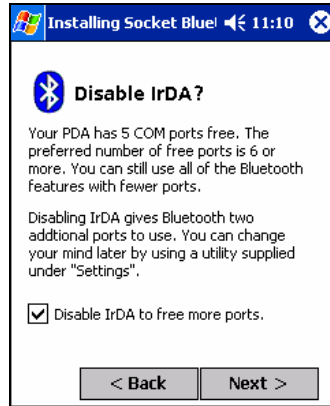 Installing Socket Blue 11:10
Disable IrDA?
Your PDA has 5 COM ports free. The
preferred number of free ports is 6 or
more. You can still use all of the Bluetooth
features with fewer ports.
Disabling IrDA gives Bluetooth two
addtional ports to use. You can change
your mind later by using a utility supplied
under "Settings".
Disable IrDA to free more ports.
< Back Next >